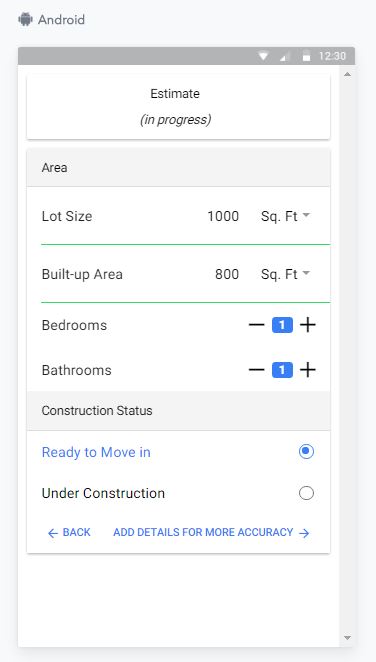 Android
12:30
Estimate
(in progress)
Area
Lot Size 1000 Sq. Ft
Built-up Area 800 Sq. Ft
Bedrooms 1
Bathrooms 1
Construction Status
Ready to Move in
Under Construction
BACK ADD DETAILS FOR MORE ACCURACY